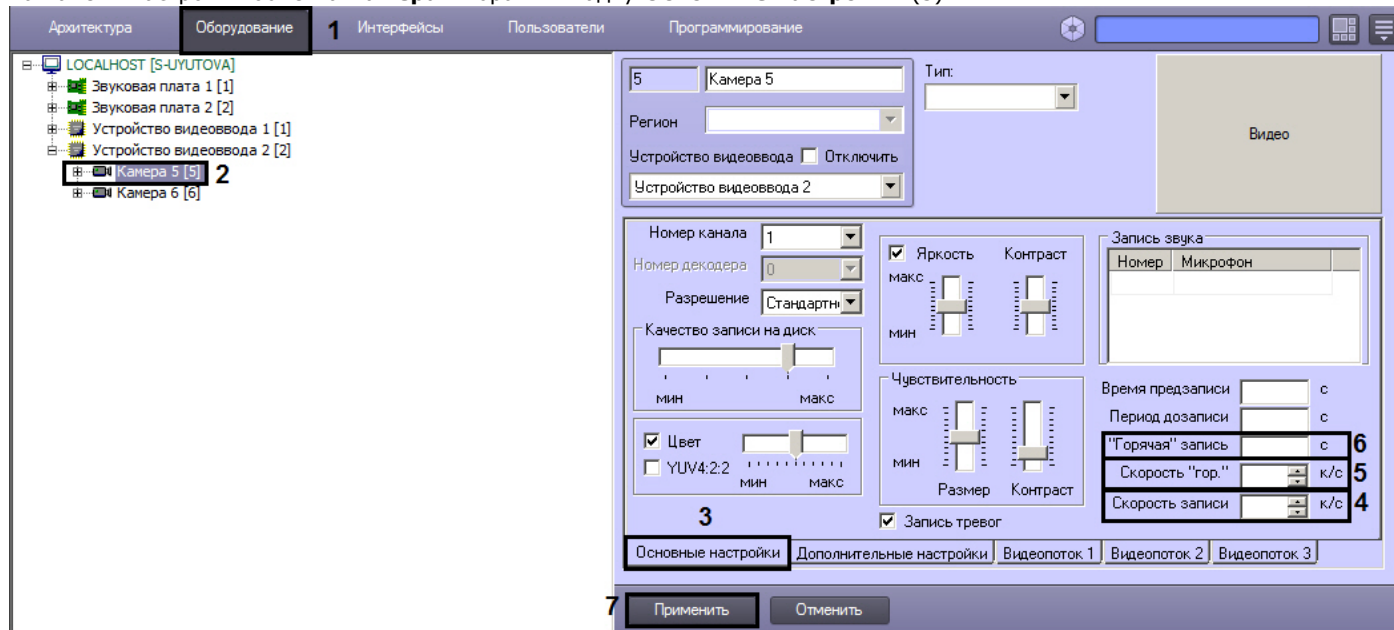 Архитектура Оборудование 1 Интерфейсы Пользователи Программирование
LOCALHOST [S-UYUTOVA]
Звуковая плата 1 [1]
Звуковая плата 2 [2]
Устройство видеоввода 1 [1]
Устройство видеоввода 2 [2]
Камера 5 [5] 2
Камера 6 [6]
5 Камера 5
Тип:
Регион
Устройство видеоввода Отключить
Устройство видеоввода 2
Видео
Номер канала 1
Номер декодера 0
Разрешение Стандартн
Качество записи на диск
мин макс
Цвет
YUV4:2:2
мин макс
3
Яркость Контраст
макс
мин
Чувствительность
макс
мин
Размер Контраст
Запись тревог
Запись звука
Номер Микрофон
Время предзаписи с
Период дозаписи с
"Горячая" запись с 6
Скорость "гор." к/с 5
Скорость записи к/с 4
Основные настройки Дополнительные настройки Видеопоток 1 Видеопоток 2 Видеопоток 3
7 Применить Отменить